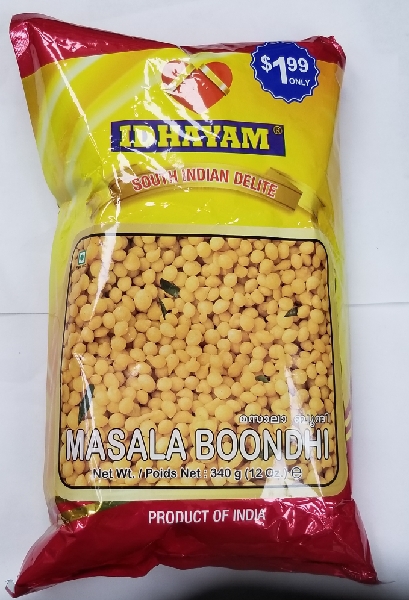 $1.99
ONLY
IDHAYAM®
SOUTH INDIAN DELITE
മസാലാ ബൂന്ദി
MASALA BOONDHI
Net Wt. / Poids Net : 340 g (12 Oz.) ℮
PRODUCT OF INDIA